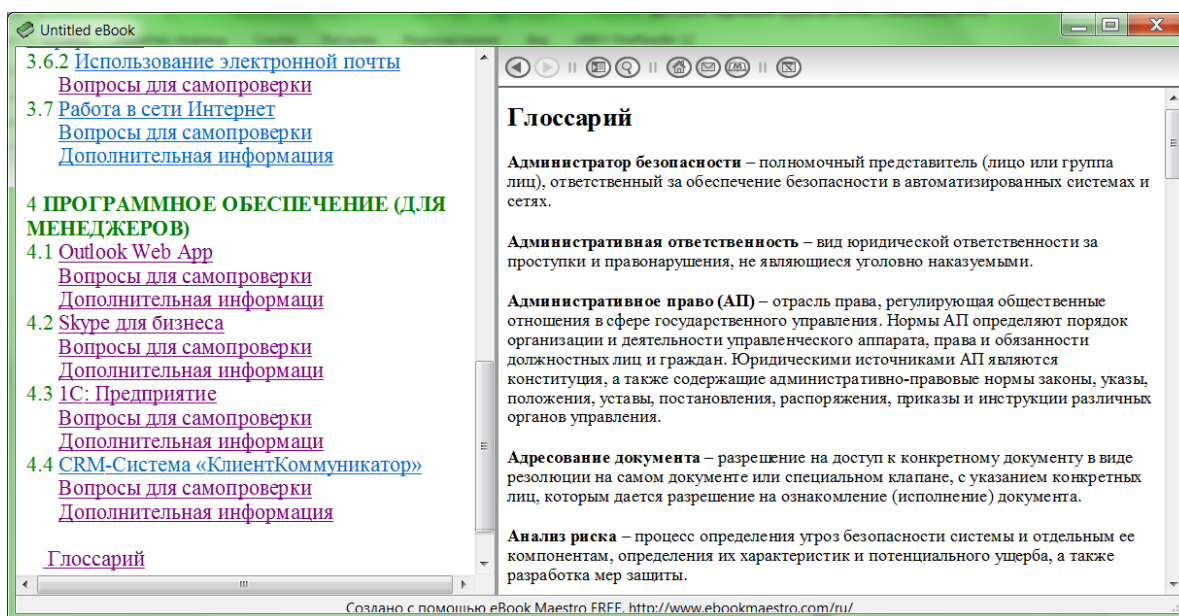 Untitled eBook
3.6.2 Использование электронной почты
Вопросы для самопроверки
3.7 Работа в сети Интернет
Вопросы для самопроверки
Дополнительная информация
4 ПРОГРАММНОЕ ОБЕСПЕЧЕНИЕ (ДЛЯ
МЕНЕДЖЕРОВ)
4.1 Outlook Web App
Вопросы для самопроверки
Дополнительная информаци
4.2 Skype для бизнеса
Вопросы для самопроверки
Дополнительная информаци
4.3 1С: Предприятие
Вопросы для самопроверки
Дополнительная информаци
4.4 CRM-Система «КлиентКоммуникатор»
Вопросы для самопроверки
Дополнительная информация
Глоссарий
Глоссарий
Администратор безопасности – полномочный представитель (лицо или группа
лиц), ответственный за обеспечение безопасности в автоматизированных системах и
сетях.
Административная ответственность – вид юридической ответственности за
проступки и правонарушения, не являющиеся уголовно наказуемыми.
Административное право (АП) – отрасль права, регулирующая общественные
отношения в сфере государственного управления. Нормы АП определяют порядок
организации и деятельности управленческого аппарата, права и обязанности
должностных лиц и граждан. Юридическими источниками АП являются
конституция, а также содержащие административно-правовые нормы законы, указы,
положения, уставы, постановления, распоряжения, приказы и инструкции различных
органов управления.
Адресование документа – разрешение на доступ к конкретному документу в виде
резолюции на самом документе или специальном клапане, с указанием конкретных
лиц, которым дается разрешение на ознакомление (исполнение) документа.
Анализ риска – процесс определения угроз безопасности системы и отдельным ее
компонентам, определения их характеристик и потенциального ущерба, а также
разработка мер защиты.
Создано с помощью eBook Maestro FREE. http://www.ebookmaestro.com/ru/